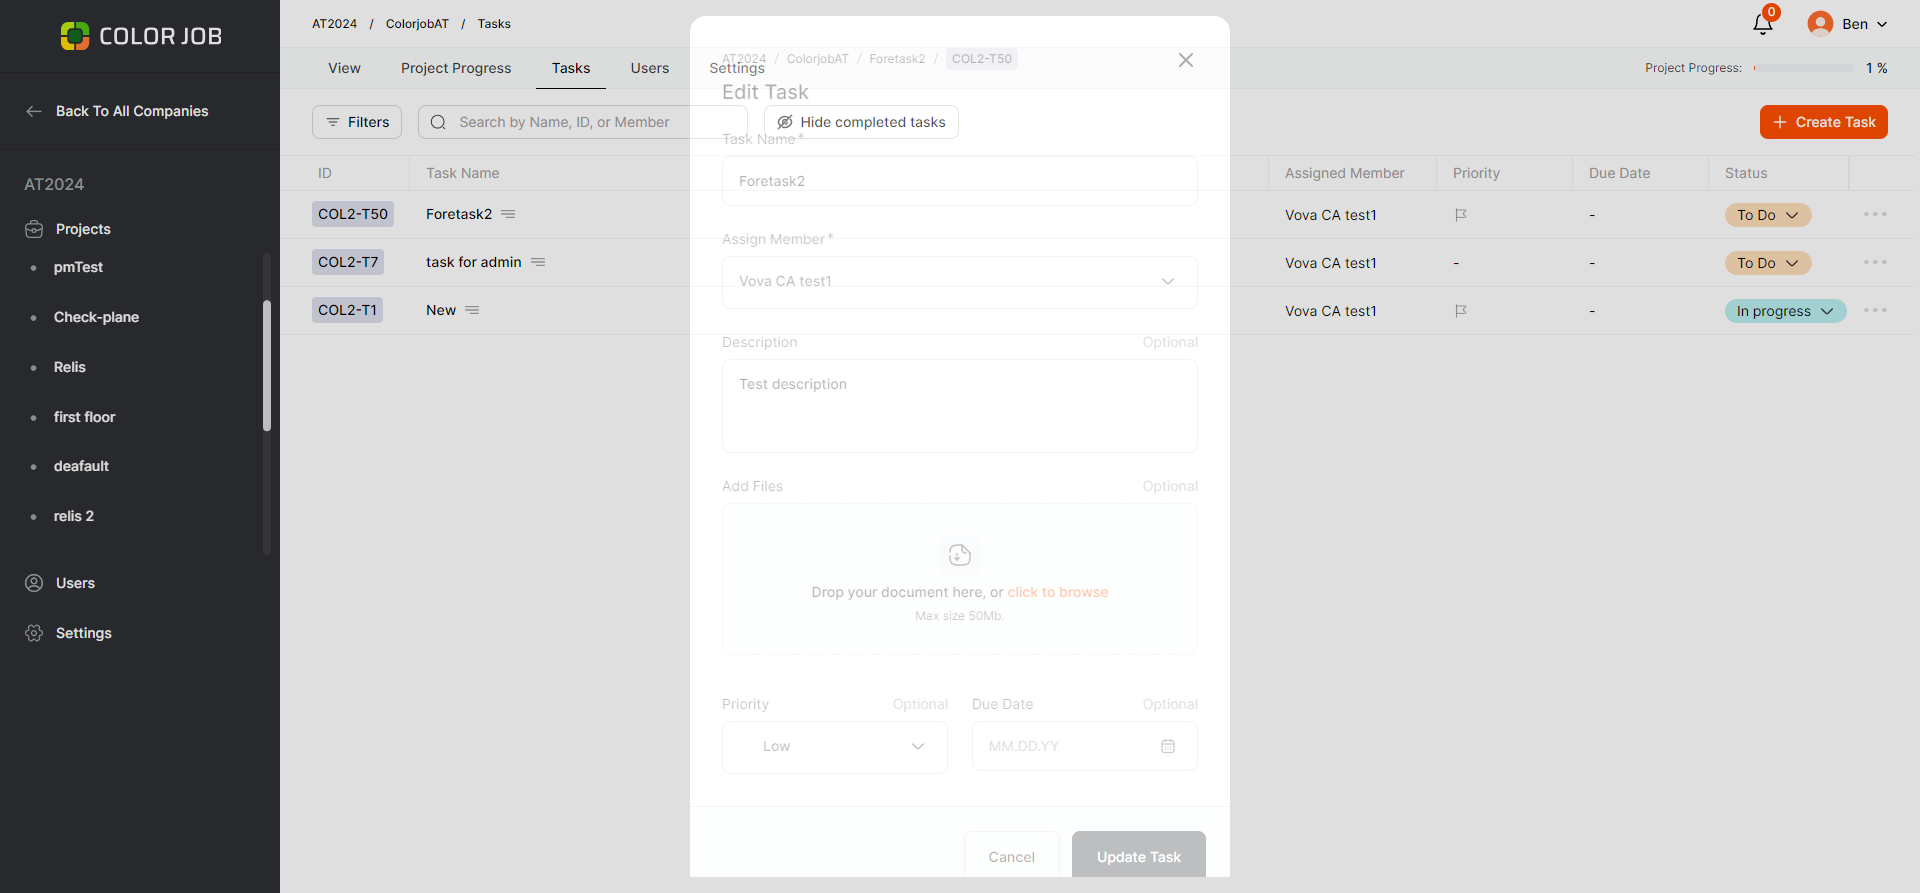 COLOR JOB
Back To All Companies
AT2024
Projects
pmTest
Check-plane
Relis
first floor
deafault
relis 2
Users
Settings
AT2024 / ColorjobAT / Tasks
0
Ben
View Project Progress Tasks Users Settings
Project Progress: 1 %
Filters Search by Name, ID, or Member Hide completed tasks Create Task
ID Task Name Assigned Member Priority Due Date Status
COL2-T50 Foretask2 Vova CA test1 - To Do
COL2-T7 task for admin Vova CA test1 - - To Do
COL2-T1 New Vova CA test1 - In progress
AT2024 / ColorjobAT / Foretask2 / COL2-T50
Edit Task
Task Name*
Foretask2
Assign Member*
Vova CA test1
Description Optional
Test description
Add Files Optional
Drop your document here, or click to browse
Max size 50Mb.
Priority Optional Due Date Optional
Low MM.DD.YY
Cancel Update Task